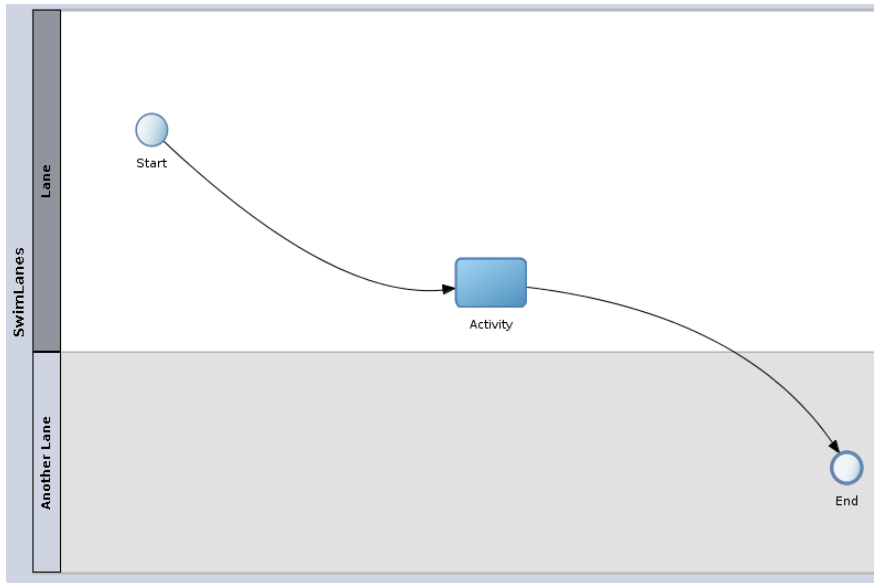 SwimLanes
Lane
Start
Activity
Another Lane
End